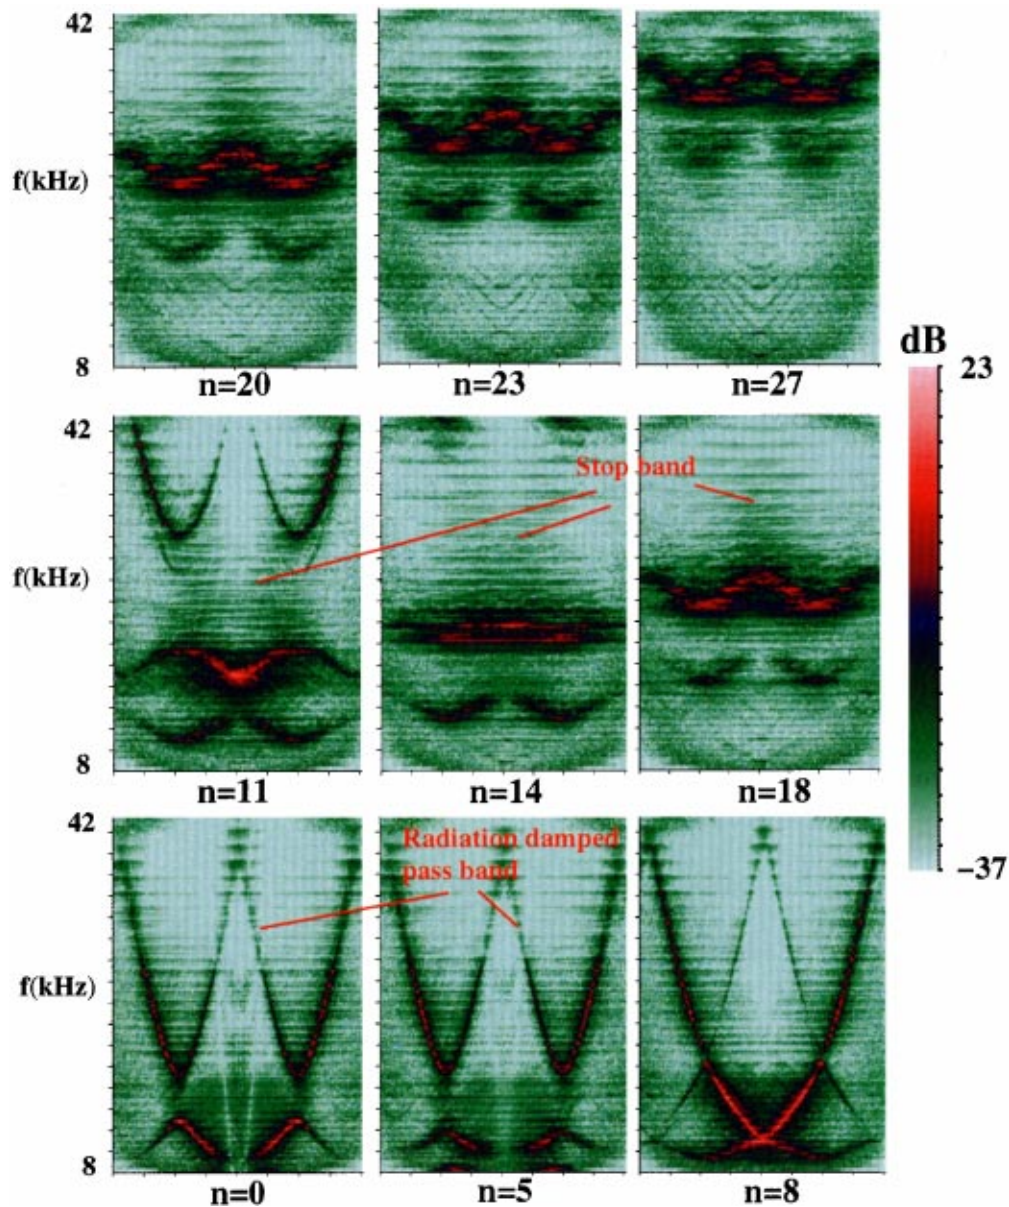 42
f(kHz)
8
n=20
n=23
n=27
dB
23
-37
42
f(kHz)
8
Stop band
n=11
n=14
n=18
42
f(kHz)
8
Radiation damped
pass band
n=0
n=5
n=8